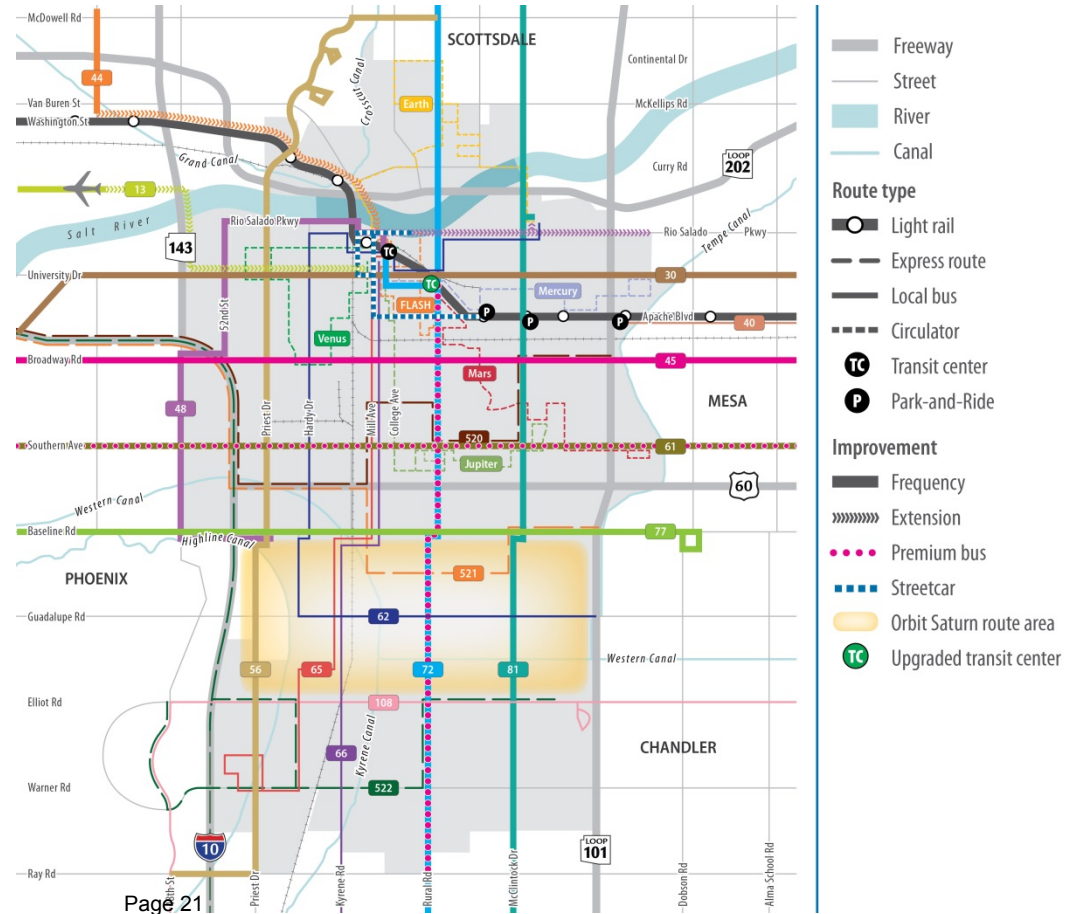 McDowell Rd
SCOTTSDALE
Continental Dr
44
Crosscut Canal
Earth
Van Buren St
McKellips Rd
Washington St
Grand Canal
Curry Rd
LOOP
202
13
Salt River
Rio Salado Pkwy
Rio Salado Pkwy
Tempe Canal
143
TC
University Dr
30
TC
Mercury
52nd St
FLASH
P
P
P
Apache Blvd
40
Venus
Broadway Rd
45
Mars
MESA
48
Priest Dr
Hardy Dr
Mill Ave
College Ave
520
Southern Ave
61
Jupiter
60
Western Canal
Baseline Rd
77
Highline Canal
PHOENIX
521
Guadalupe Rd
62
Western Canal
56
65
72
81
Elliot Rd
108
Kyrene Canal
66
CHANDLER
Warner Rd
522
10
LOOP
101
Ray Rd
Priest Dr
Kyrene Rd
Rural Rd
McClintock Dr
Dobson Rd
Alma School Rd
Page 21
Freeway
Street
River
Canal
Route type
Light rail
Express route
Local bus
Circulator
TC Transit center
P Park-and-Ride
Improvement
Frequency
Extension
Premium bus
Streetcar
Orbit Saturn route area
TC Upgraded transit center